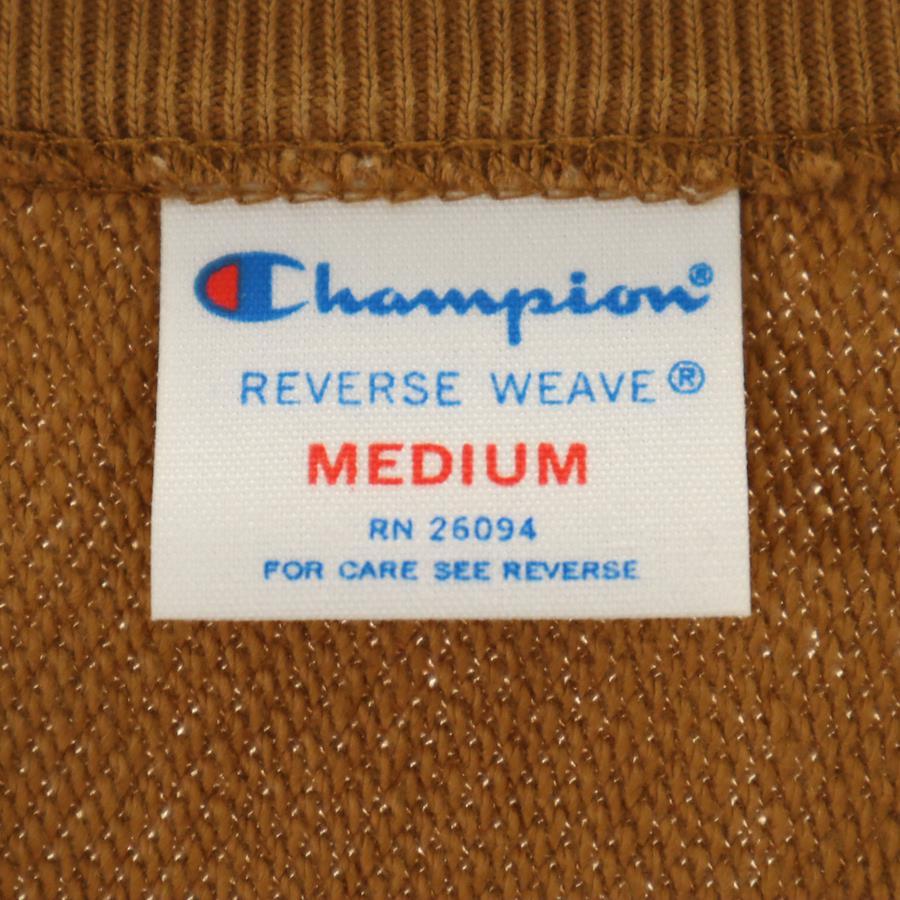 Champion®
REVERSE WEAVE®
MEDIUM
RN 26094
FOR CARE SEE REVERSE